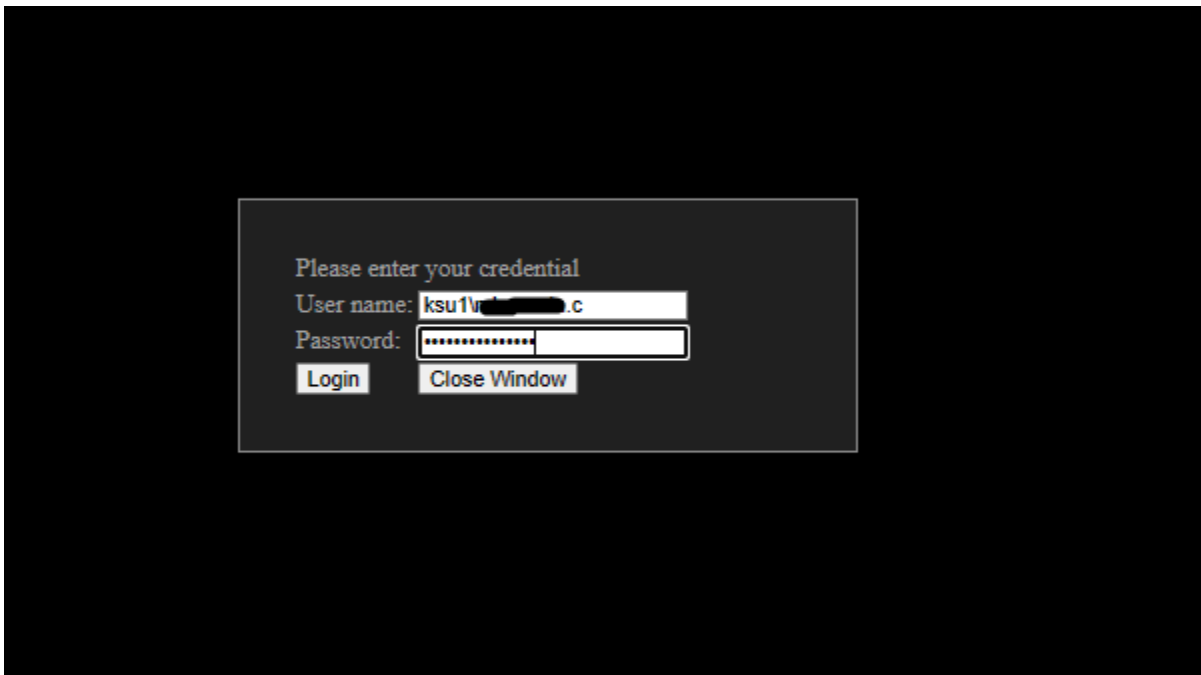 Please enter your credential
User name: ksu1\ .c
Password: •••••••••••••••
Login Close Window